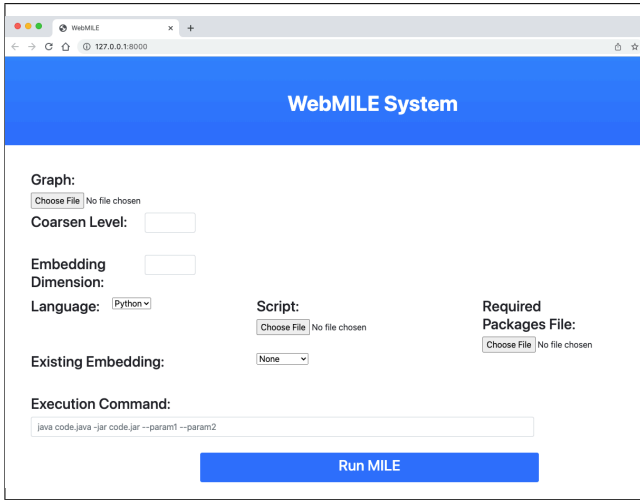 WebMILE
127.0.0.1:8000
WebMILE System
Graph:
Choose File No file chosen
Coarsen Level:
Embedding
Dimension:
Language: Python
Script:
Choose File No file chosen
Required
Packages File:
Choose File No file chosen
Existing Embedding: None
Execution Command:
java code.java -jar code.jar --param1 --param2
Run MILE